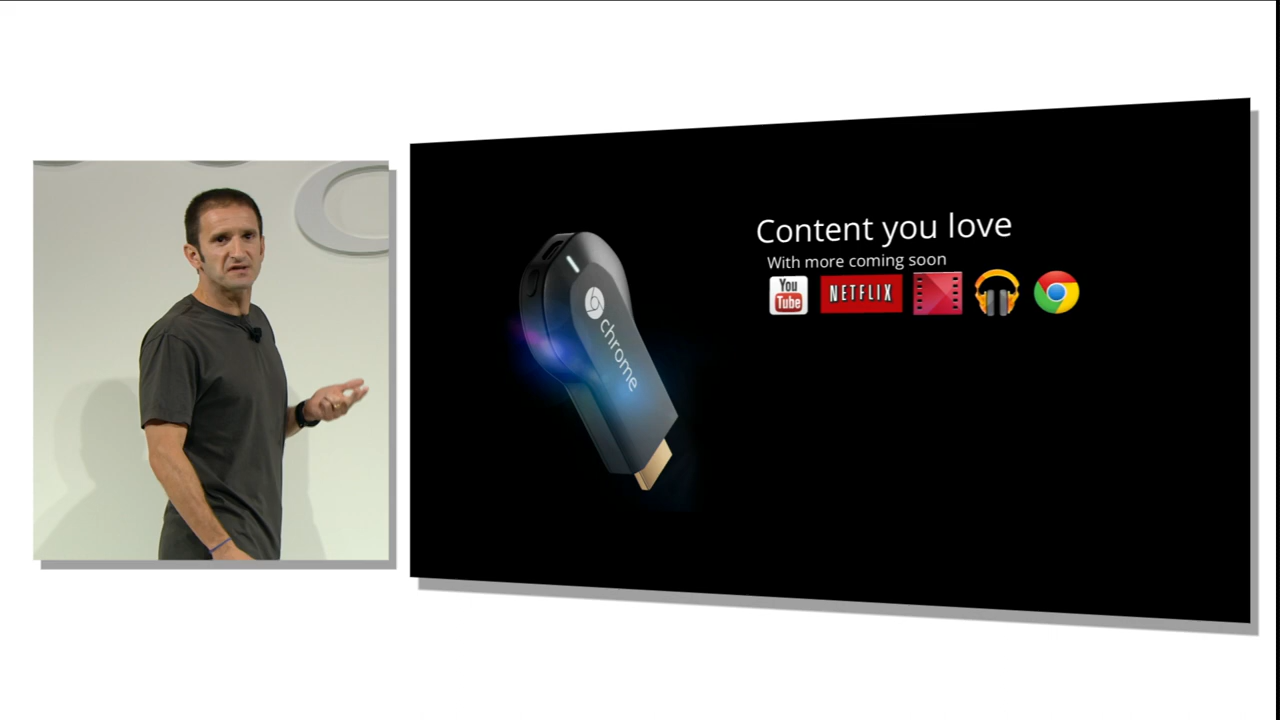 Content you love
With more coming soon
You
Tube
NETFLIX
chrome